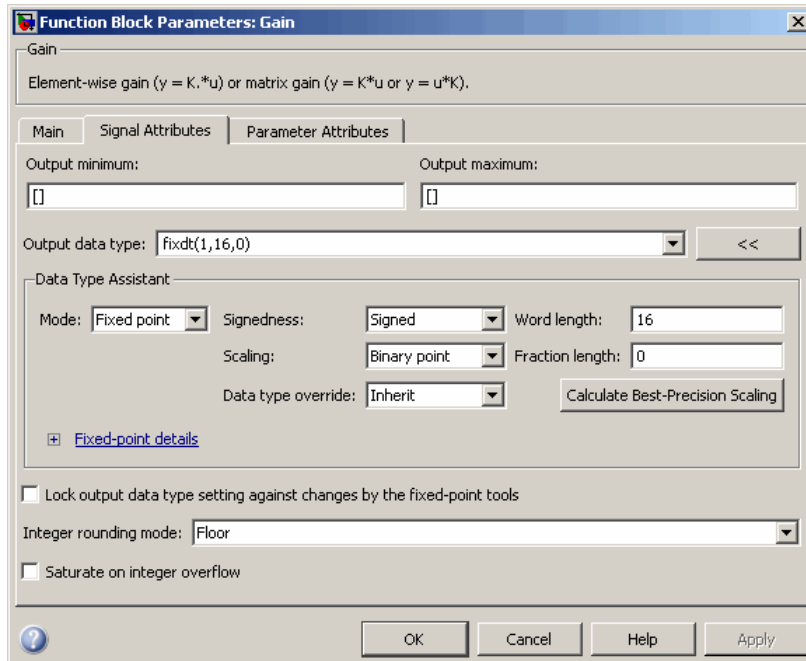 Function Block Parameters: Gain
Gain
Element-wise gain (y = K.*u) or matrix gain (y = K*u or y = u*K).
Main Signal Attributes Parameter Attributes
Output minimum: Output maximum:
[] []
Output data type: fixdt(1,16,0) <<
Data Type Assistant
Mode: Fixed point Signedness: Signed Word length: 16
Scaling: Binary point Fraction length: 0
Data type override: Inherit Calculate Best-Precision Scaling
Fixed-point details
Lock output data type setting against changes by the fixed-point tools
Integer rounding mode: Floor
Saturate on integer overflow
? OK Cancel Help Apply